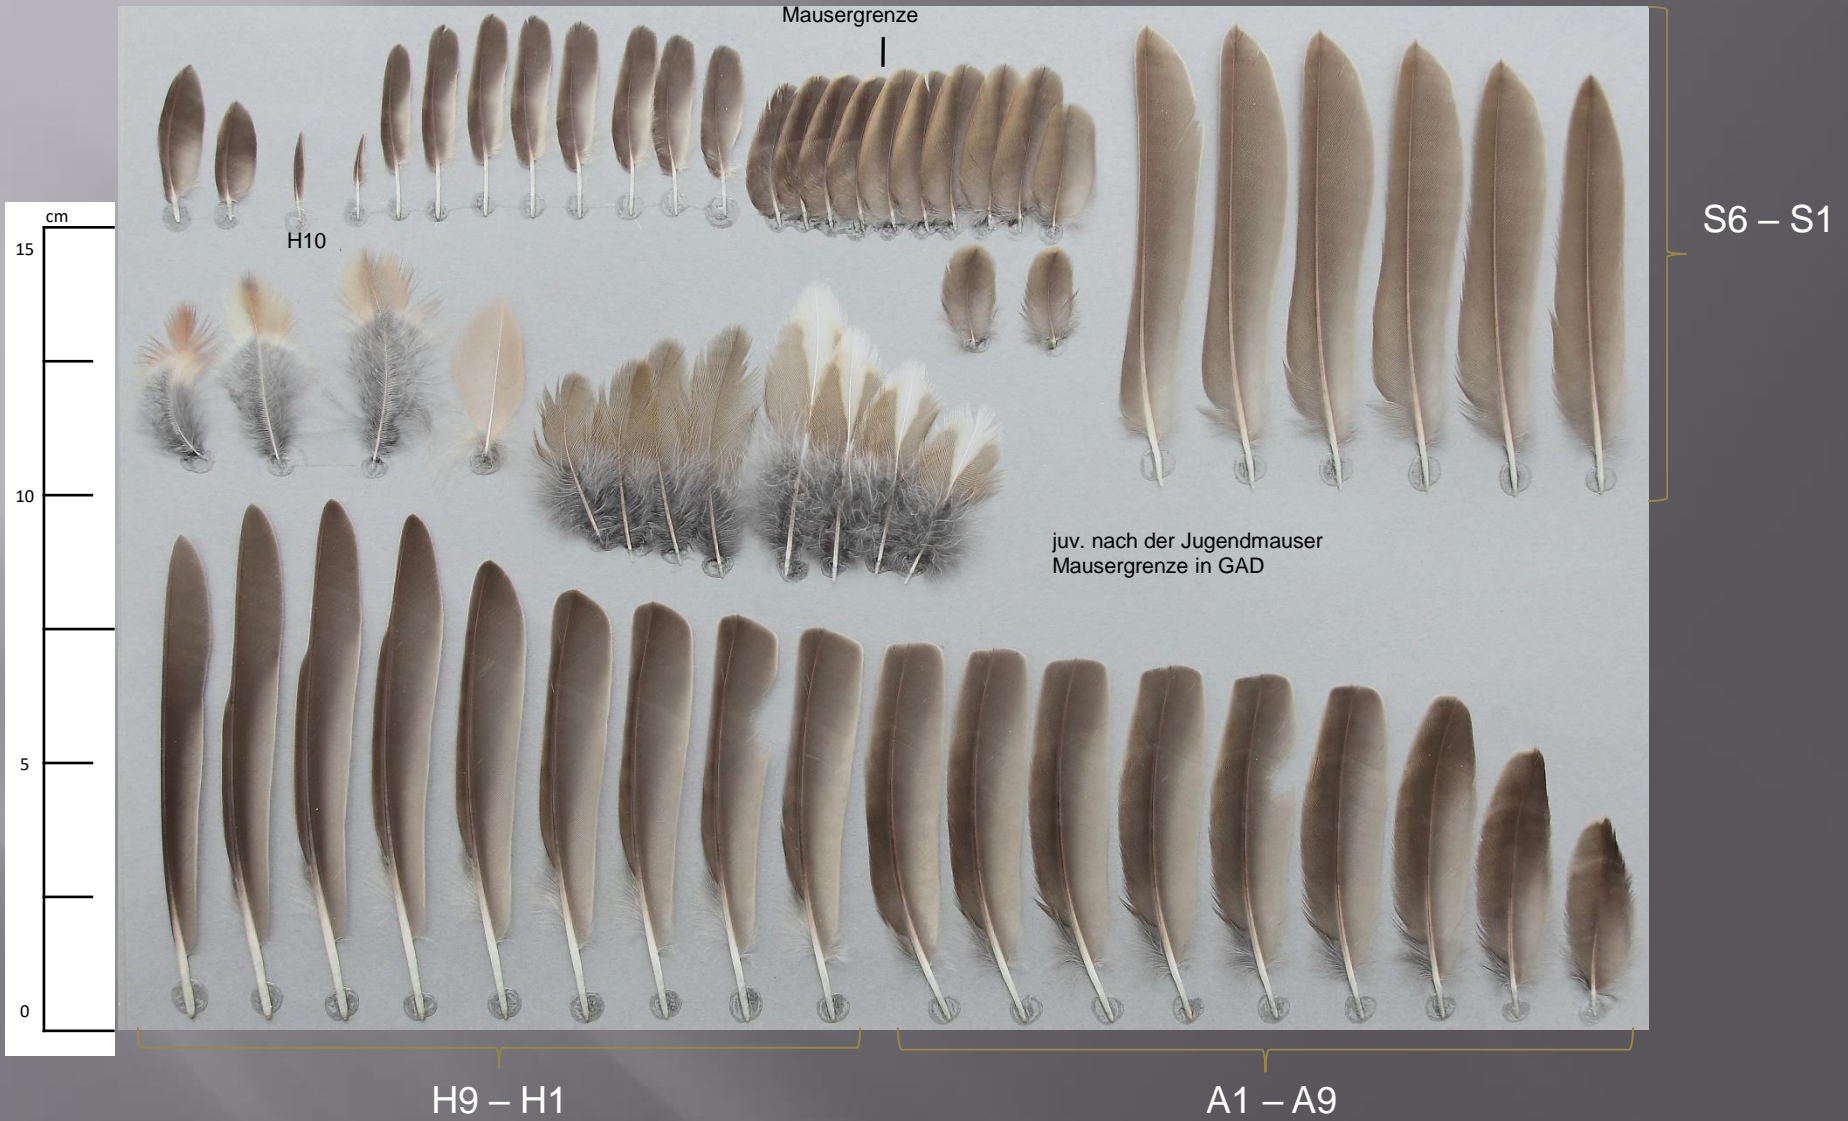 Mausergrenze
S6 – S1
cm
15
H10
10
juv. nach der Jugendmauser
Mausergrenze in GAD
5
0
H9 – H1
A1 – A9